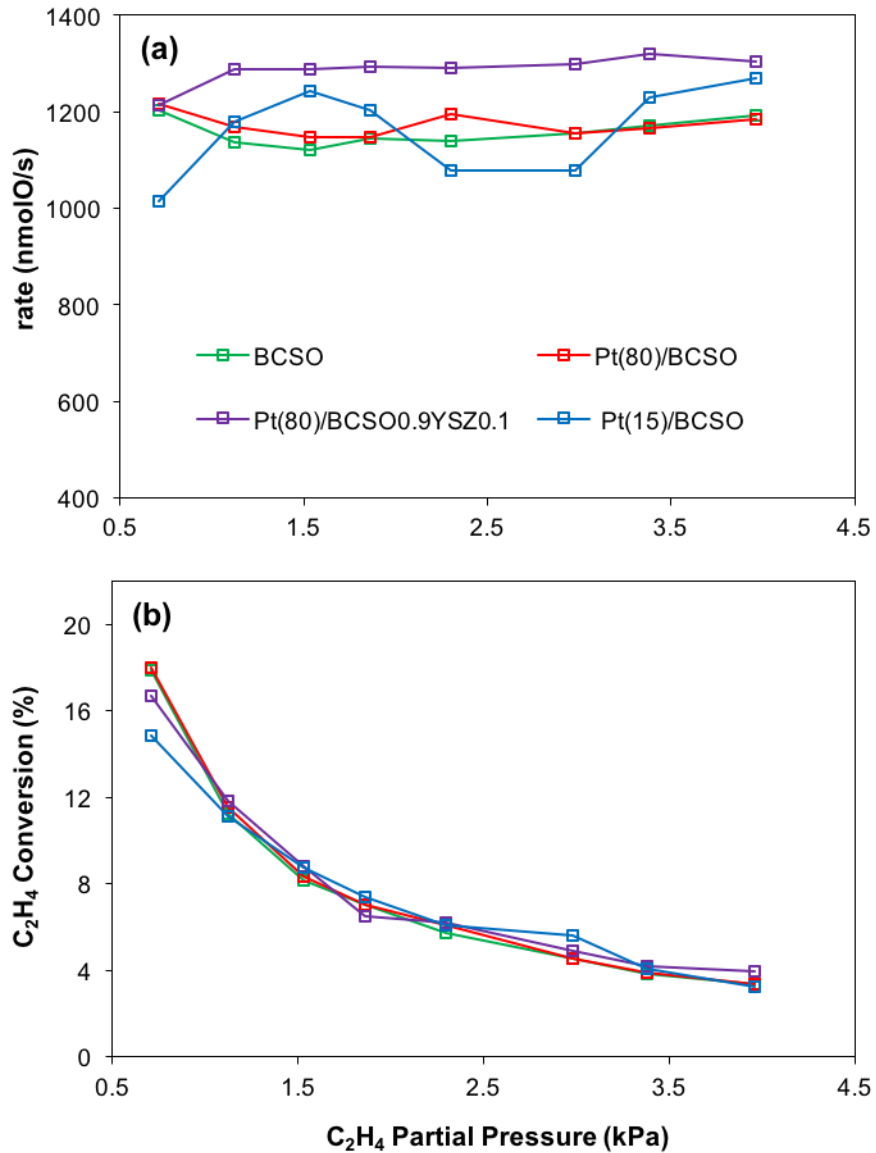 (a)
rate (nmolO/s)
1400
1200
1000
800
600
400
BCSO
Pt(80)/BCSO
Pt(80)/BCSO0.9YSZ0.1
Pt(15)/BCSO
0.5 1.5 2.5 3.5 4.5
(b)
C₂H₄ Conversion (%)
20
16
12
8
4
0
0.5 1.5 2.5 3.5 4.5
C₂H₄ Partial Pressure (kPa)